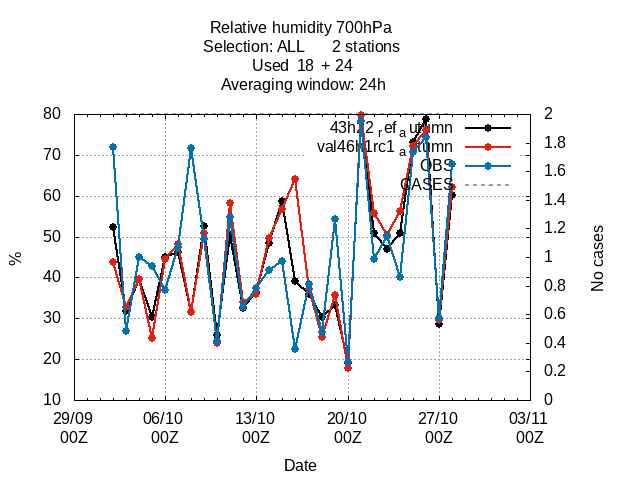 Relative humidity 700hPa
Selection: ALL 2 stations
Used 18 + 24
Averaging window: 24h
80
70
60
50
40
30
20
10
%
2
1.8
1.6
1.4
1.2
1
0.8
0.6
0.4
0.2
0
No cases
OBS
CASES
29/09 06/10 13/10 20/10 27/10 03/11
00Z 00Z 00Z 00Z 00Z 00Z
Date